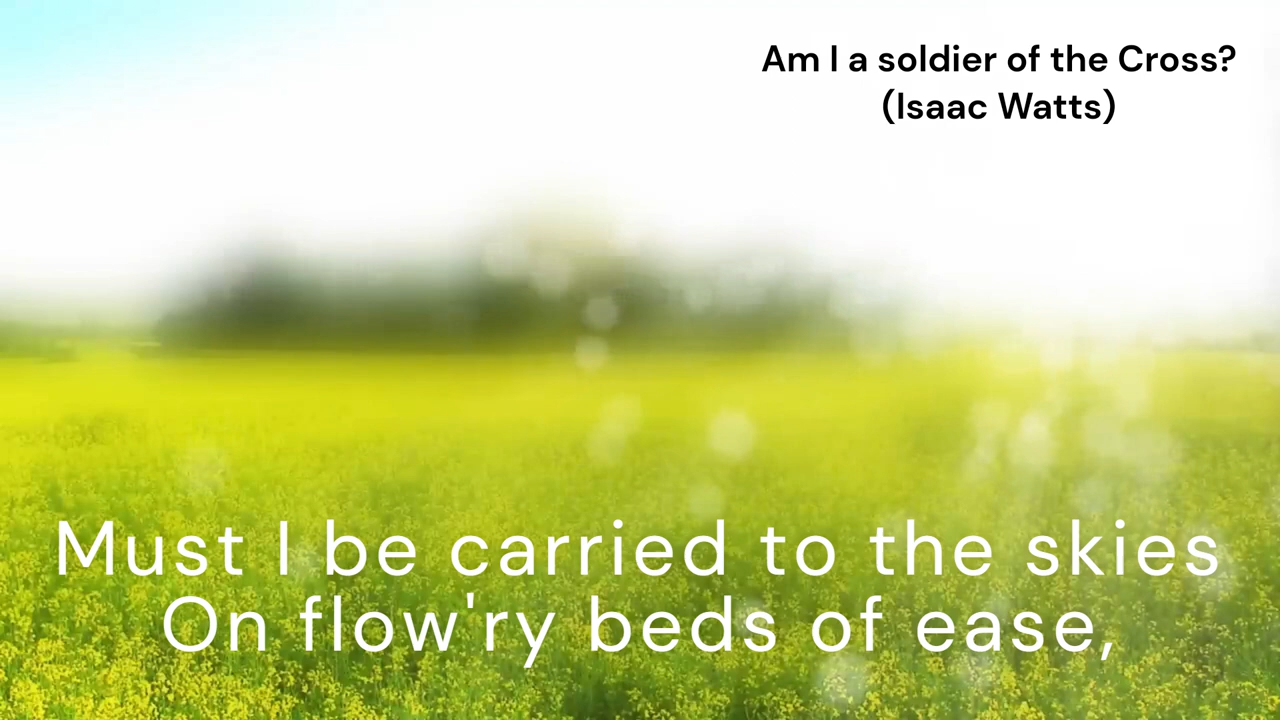 Am I a soldier of the Cross?
(Isaac Watts)
Must I be carried to the skies
On flow'ry beds of ease,